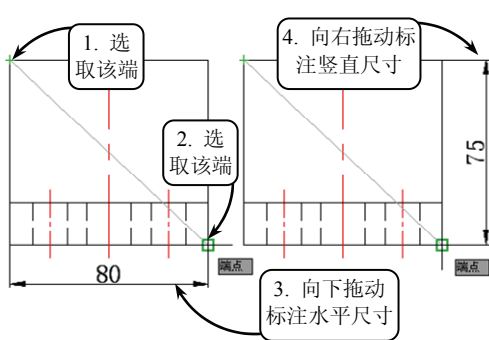 1. 选
取该端
2. 选
取该端
端点
80
3. 向下拖动
标注水平尺寸
4. 向右拖动标
注竖直尺寸
75
端点